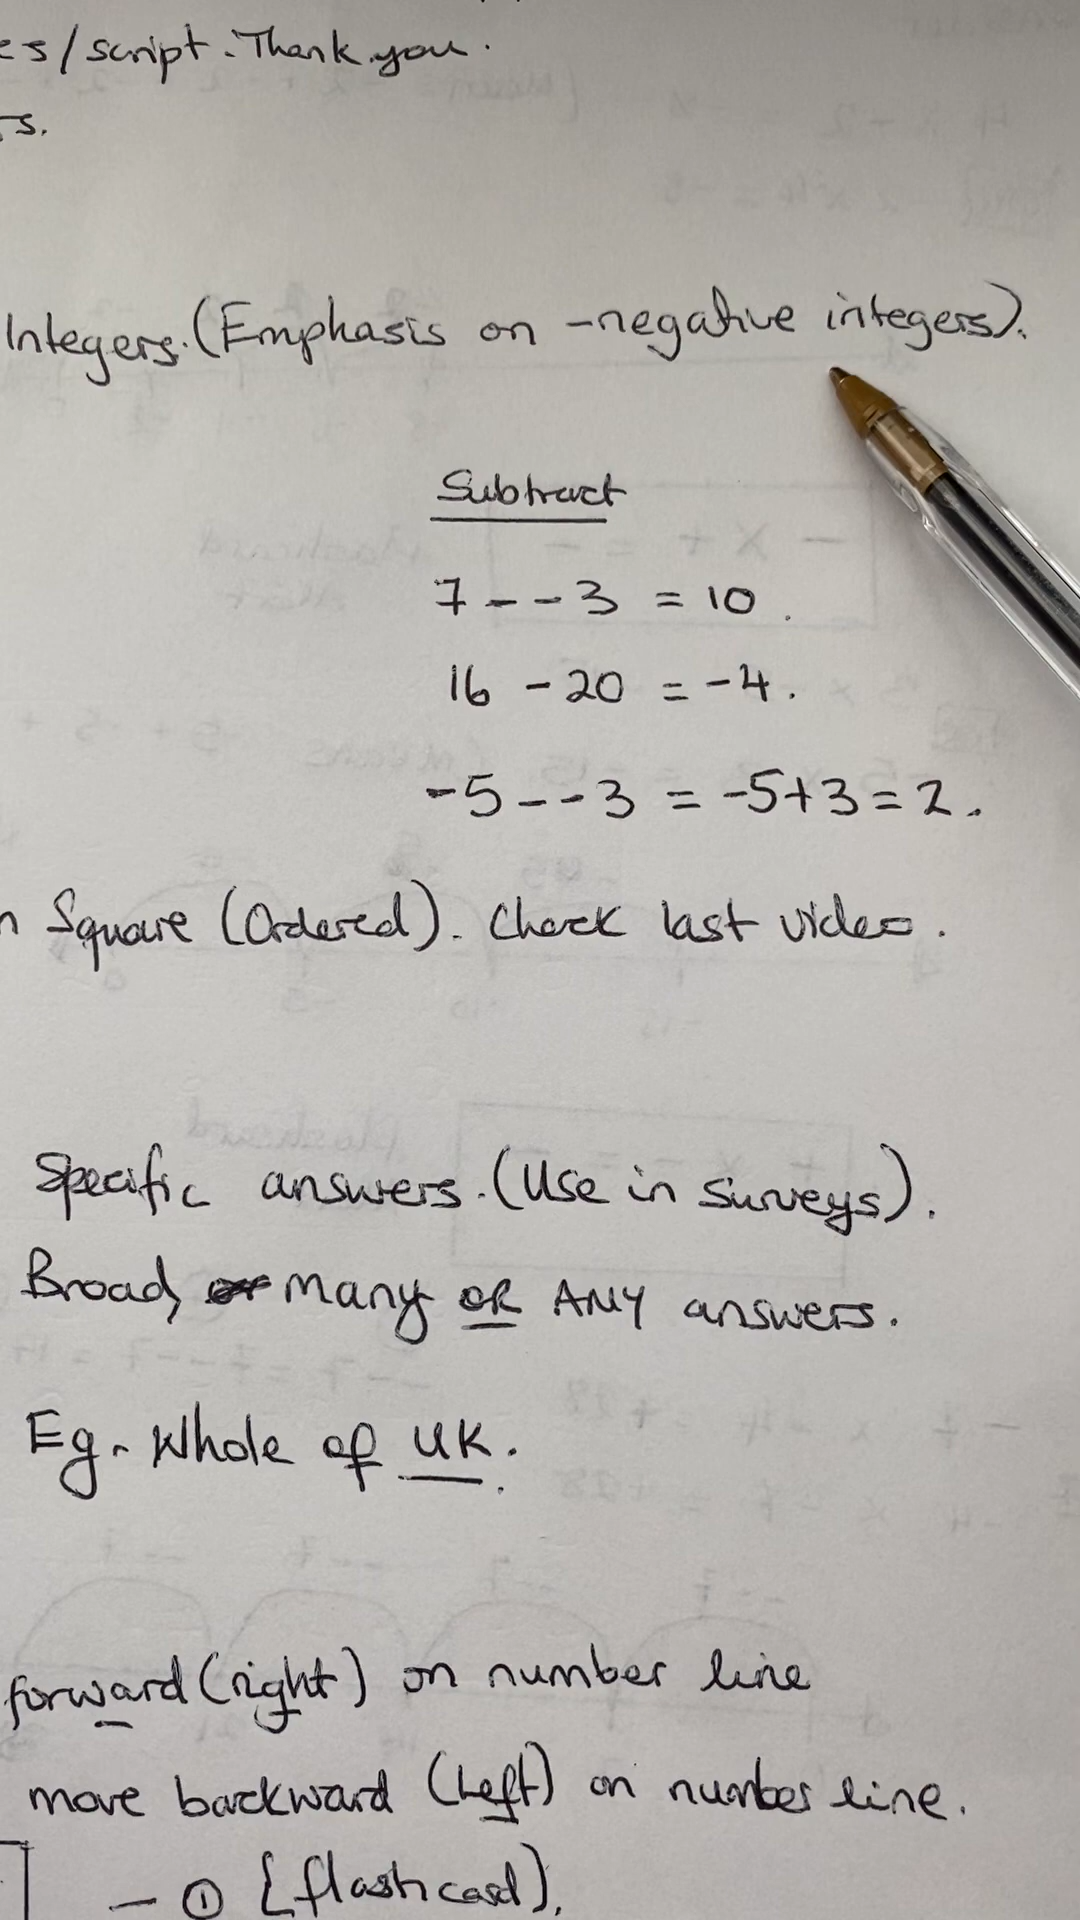 es/script. Thank you.
s.
Integers. (Emphasis on -negative integers).
Subtract
7 - -3 = 10.
16 - 20 = -4.
-5 - -3 = -5+3 = 2.
n Square (Ordered). Check last video.
Specific answers. (Use in surveys).
Broad, or many OR ANY answers.
Eg. Whole of UK.
forward (right) on number line
move backward (left) on number line.
- ① {flashcard},